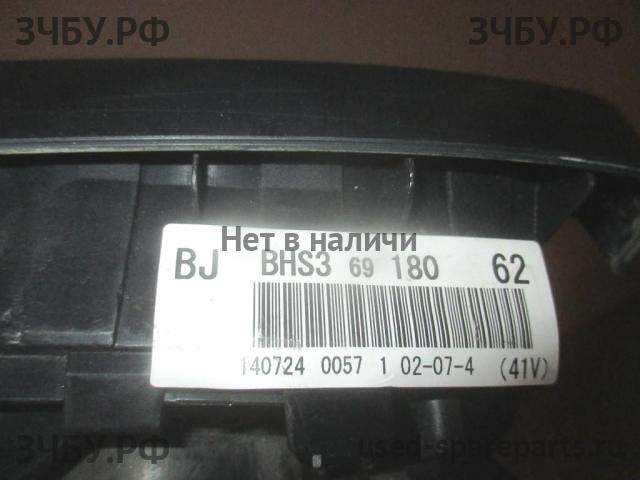 ЗЧБУ.РФ ЗЧБУ.РФ
Нет в наличи
BJ BHS3 69 180 62
140724 0057 1 02-07-4 (41V)
ЗЧБУ.РФ used-spareparts.ru